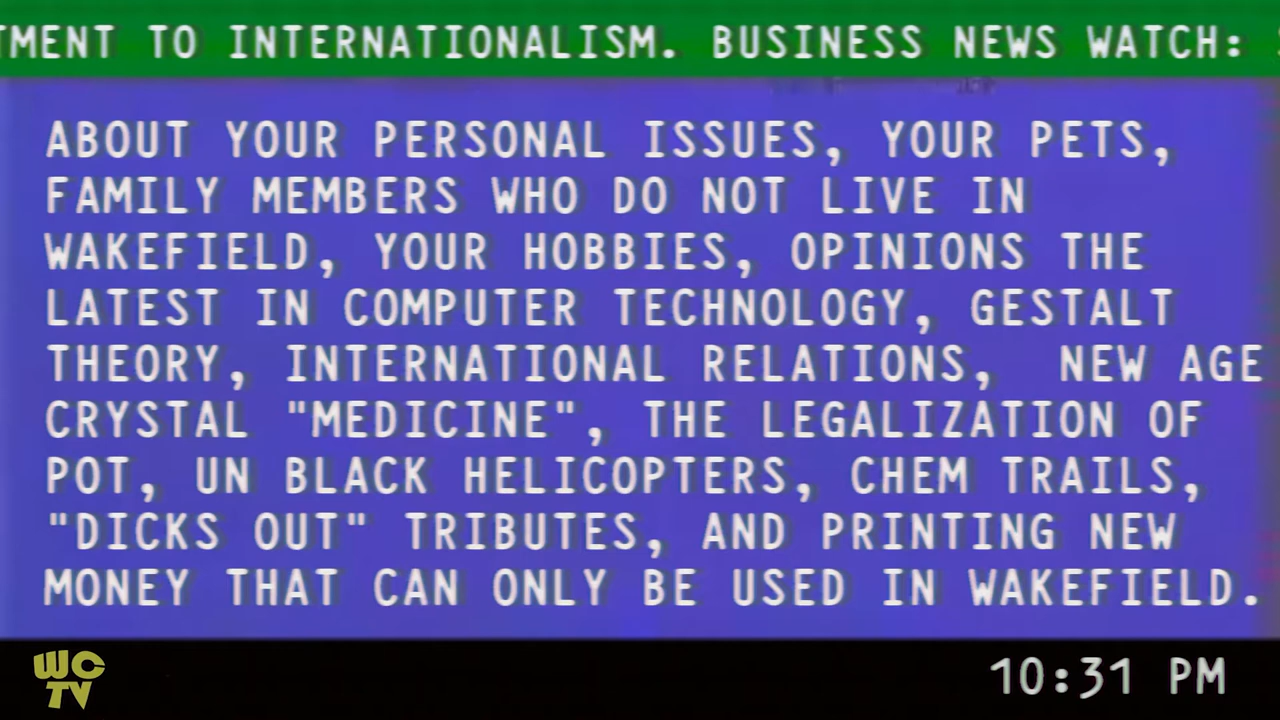 TMENT TO INTERNATIONALISM. BUSINESS NEWS WATCH:
ABOUT YOUR PERSONAL ISSUES, YOUR PETS,
FAMILY MEMBERS WHO DO NOT LIVE IN
WAKEFIELD, YOUR HOBBIES, OPINIONS THE
LATEST IN COMPUTER TECHNOLOGY, GESTALT
THEORY, INTERNATIONAL RELATIONS,  NEW AGE
CRYSTAL "MEDICINE", THE LEGALIZATION OF
POT, UN BLACK HELICOPTERS, CHEM TRAILS,
"DICKS OUT" TRIBUTES, AND PRINTING NEW
MONEY THAT CAN ONLY BE USED IN WAKEFIELD.
WC
TV
10:31 PM